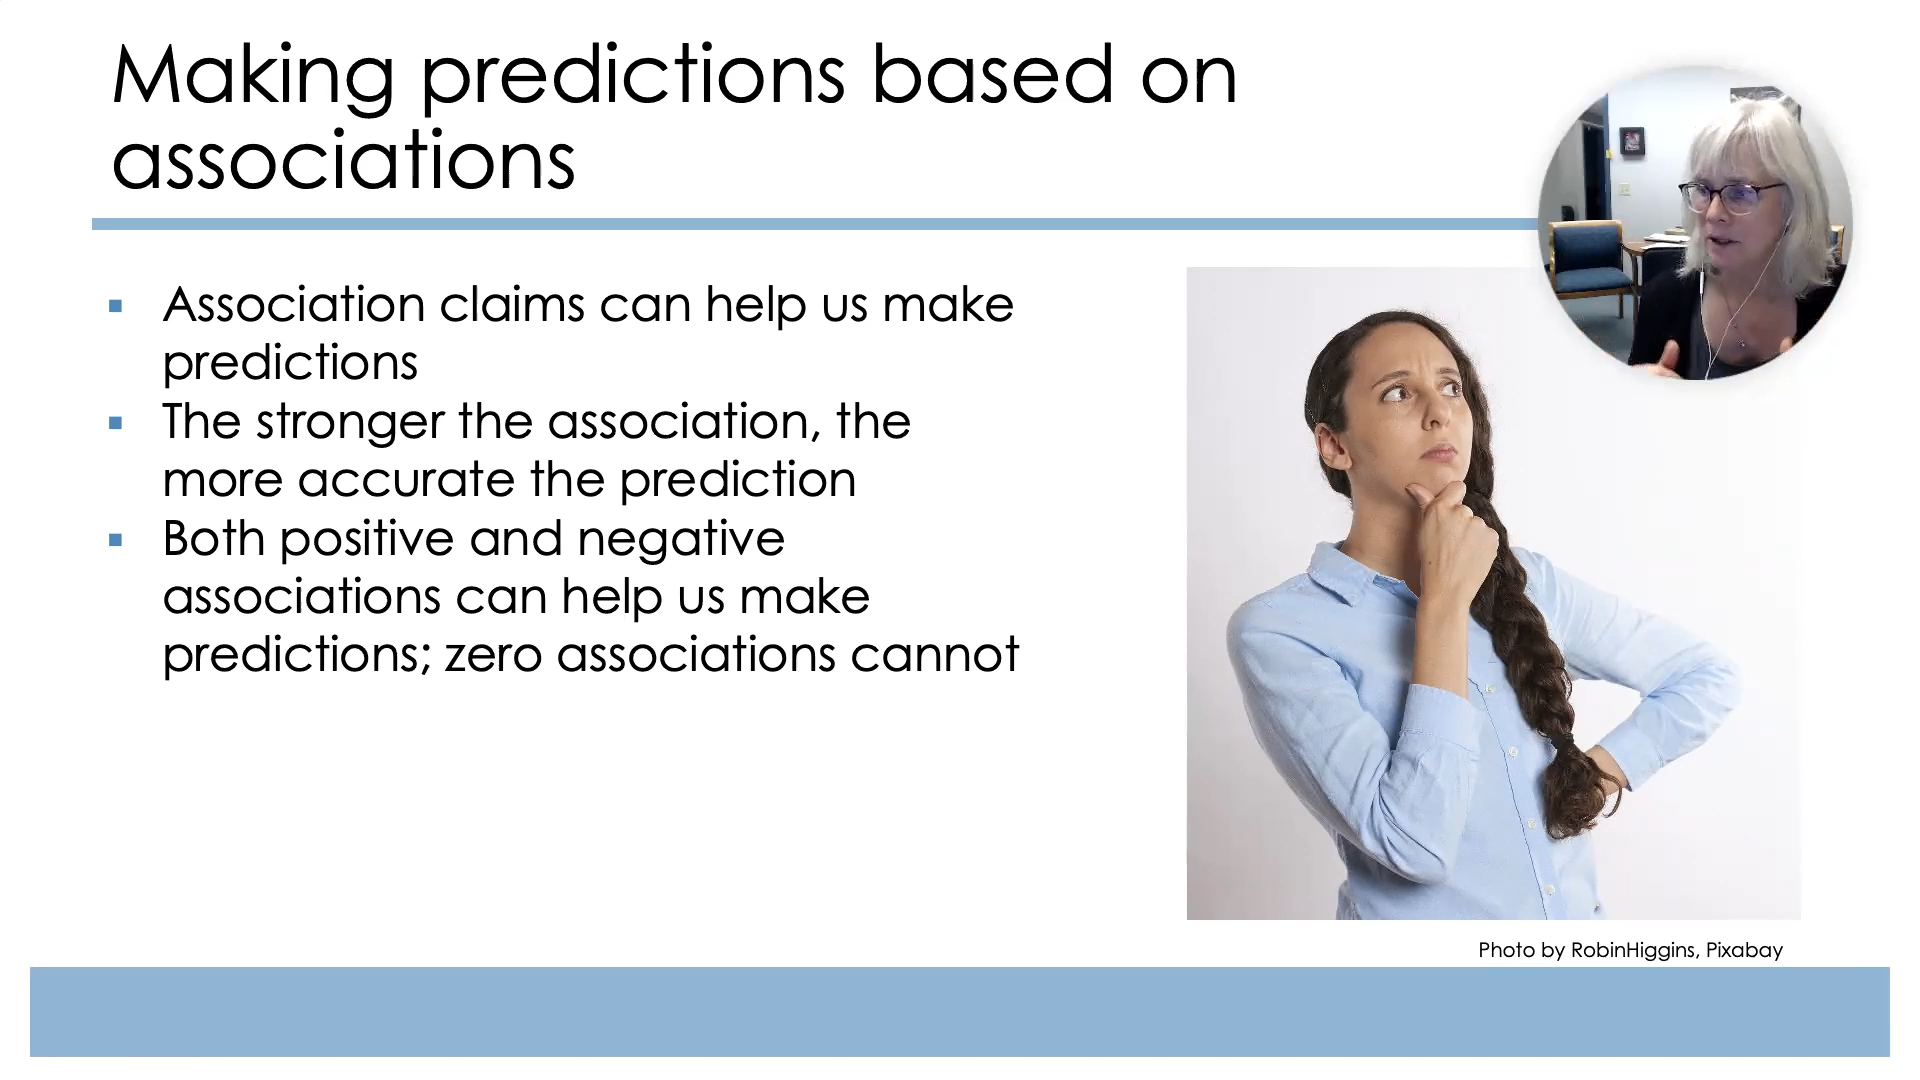 Making predictions based on
associations
▪ Association claims can help us make
predictions
▪ The stronger the association, the
more accurate the prediction
▪ Both positive and negative
associations can help us make
predictions; zero associations cannot
Photo by RobinHiggins, Pixabay